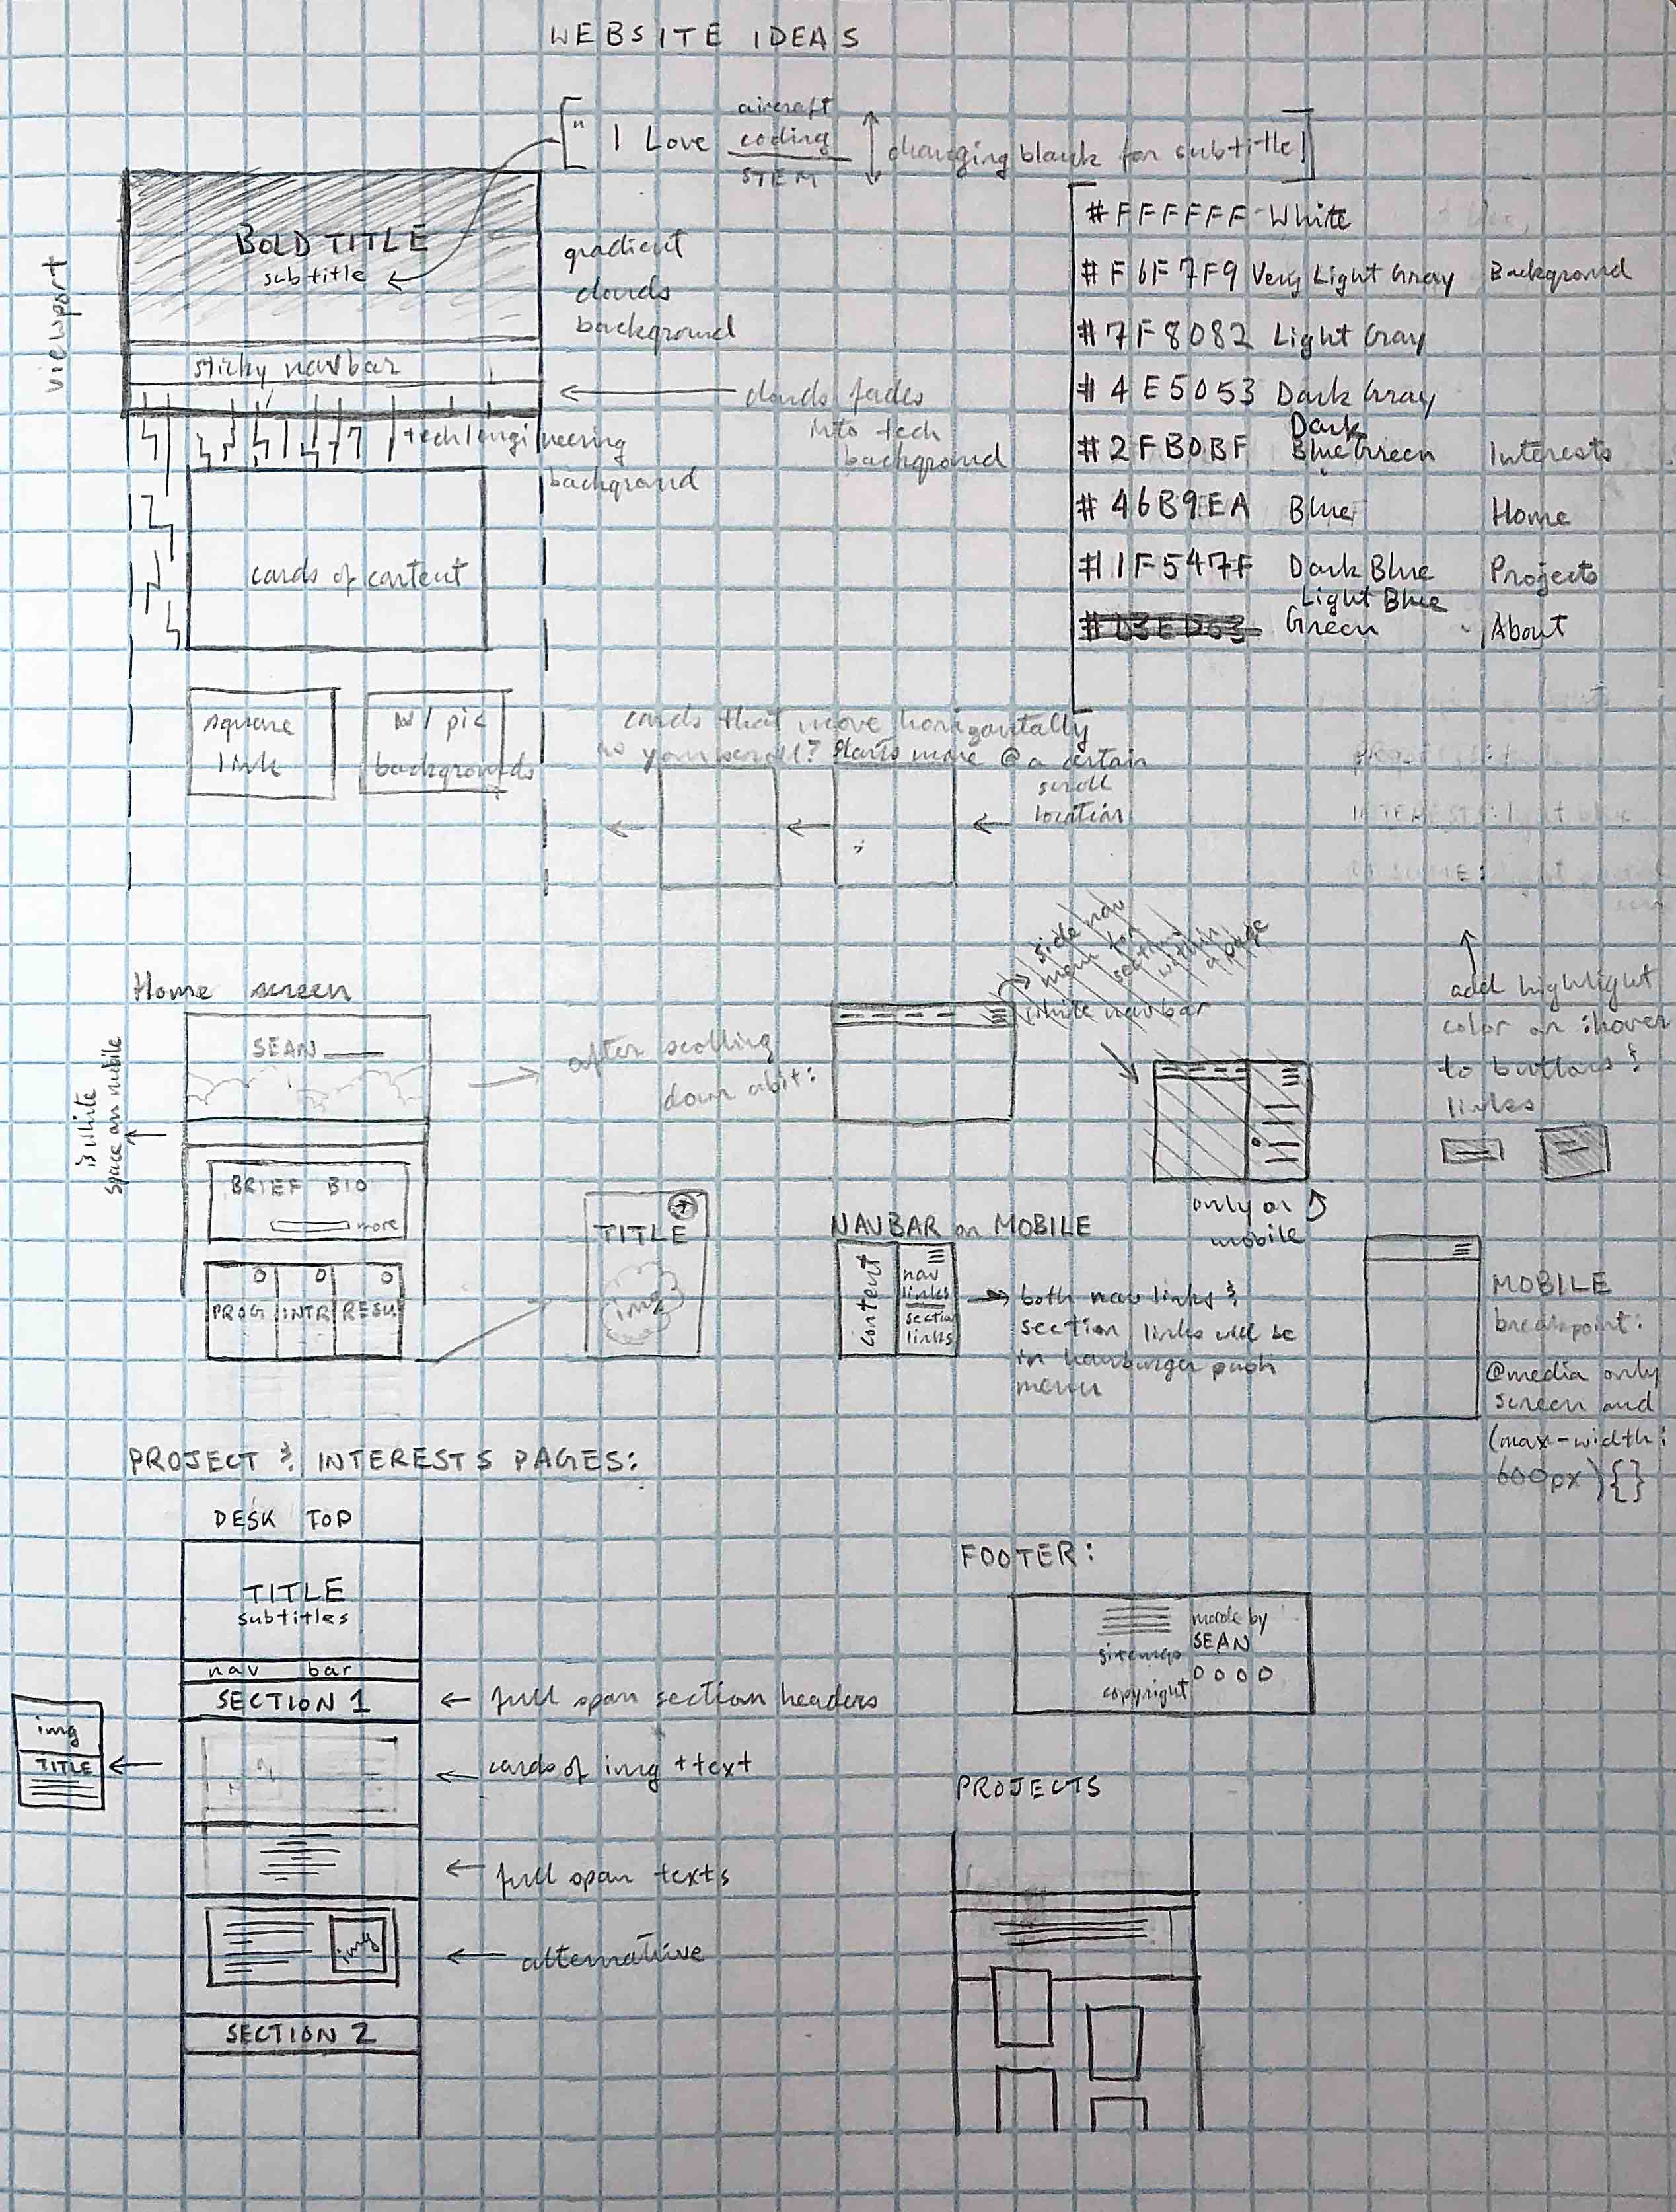 WEBSITE IDEAS
aircraft
" I Love coding
STEM
changing blank for subtitle
viewport
BOLD TITLE
subtitle
gradient
clouds
background
sticky navbar
clouds fades
into tech
background
tech/engineering
background
cards of content
square
link
w/ pic
backgrounds
#FFFFFF White
#F6F7F9 Very Light Gray Background
#7F8082 Light Gray
#4E5053 Dark Gray
Dark
#2FB0BF Blue Green Interests
#46B9EA Blue Home
#1F547F Dark Blue Projects
Light Blue
Green About
cards that move horizontally
as you scroll? Starts move @ a certain
scroll
location
side nav
menu for
sections
within
a page
white navbar
Home screen
SEAN
is white
space on mobile
BRIEF BIO
more
PROG INTR RESU
after scolling
down a bit:
only on
mobile
add highlight
color on :hover
to buttons &
links
TITLE
img
NAVBAR on MOBILE
content
nav
links
section
links
both nav links &
section links will be
in hamburger push
menu
MOBILE
breakpoint:
@media only
screen and
(max-width:
600px){}
PROJECT & INTERESTS PAGES:
DESK TOP
TITLE
subtitles
nav bar
SECTION 1
full span section headers
img
TITLE
cards of img + text
full span texts
img
alternative
SECTION 2
FOOTER:
made by
SEAN
sitemap
copyright
PROJECTS